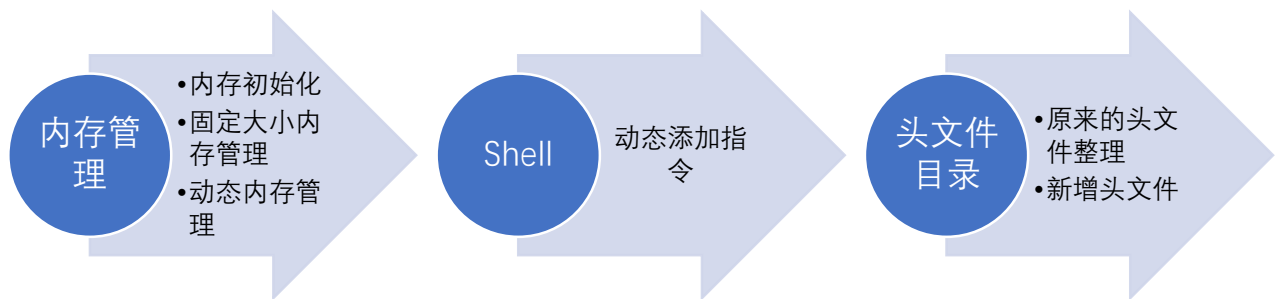 内存管
理
•内存初始化
•固定大小内
存管理
•动态内存管
理
Shell
动态添加指
令
头文件
目录
•原来的头文
件整理
•新增头文件